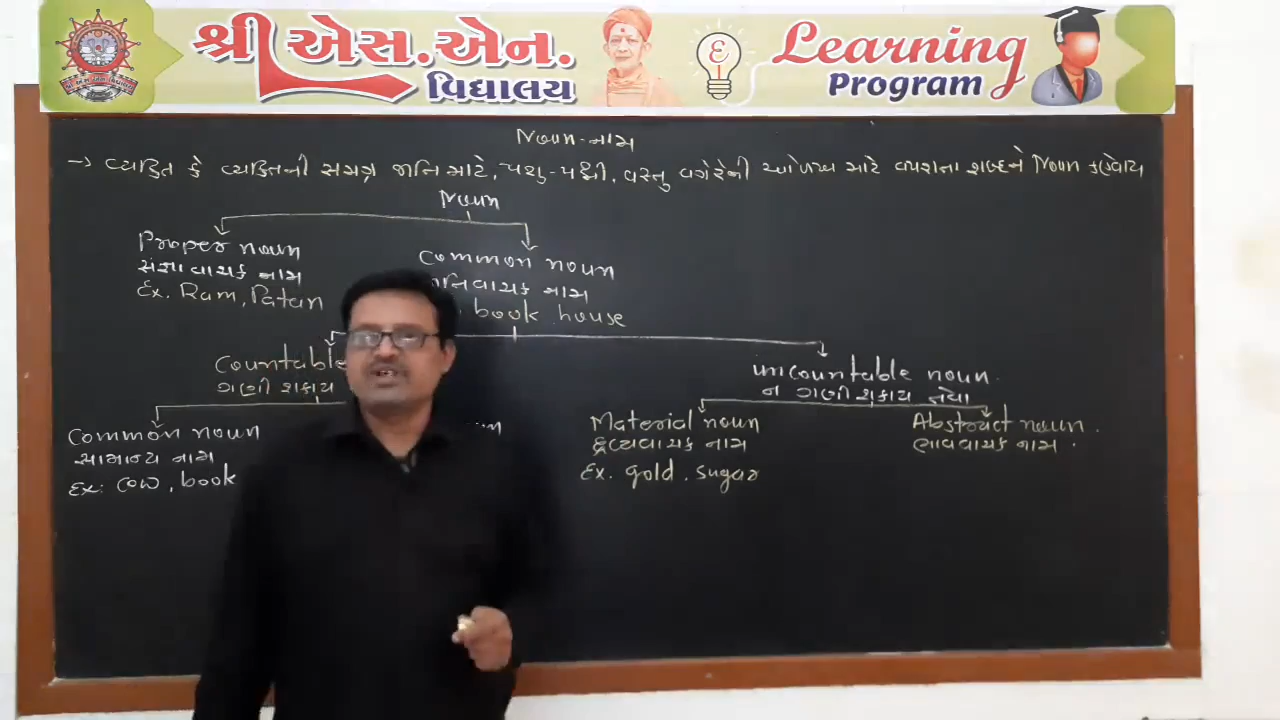 શ્રી એસ.એન.
વિદ્યાલય
Learning
Program
Noun-નામ
→ વ્યકિત કે વ્યકિતની સમગ્ર જાતિ માટે, પશુ-પક્ષી, વસ્તુ વગેરેની ઓળખ માટે વપરાતા શબ્દને Noun કહેવાય
Noun
Proper noun
સંજ્ઞાવાચક નામ
Ex. Ram, Patan
Common noun
જાતિવાચક નામ
book house
Countable
ગણી શકાય
uncountable noun.
ન ગણી શકાય તેવા
Common noun
સામાન્ય નામ
Ex: cow, book
noun
Material noun
દ્રવ્યવાચક નામ
Ex. gold. sugar
Abstract noun.
ભાવવાચક નામ.